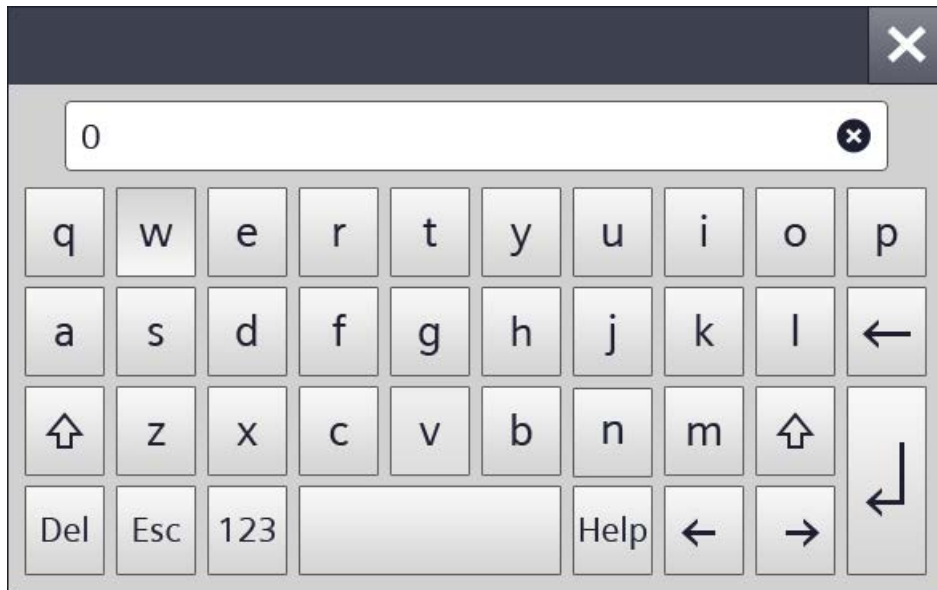 0
q w e r t y u i o p
a s d f g h j k l ←
⇧ z x c v b n m ⇧ ↵
Del Esc 123 Help ← →